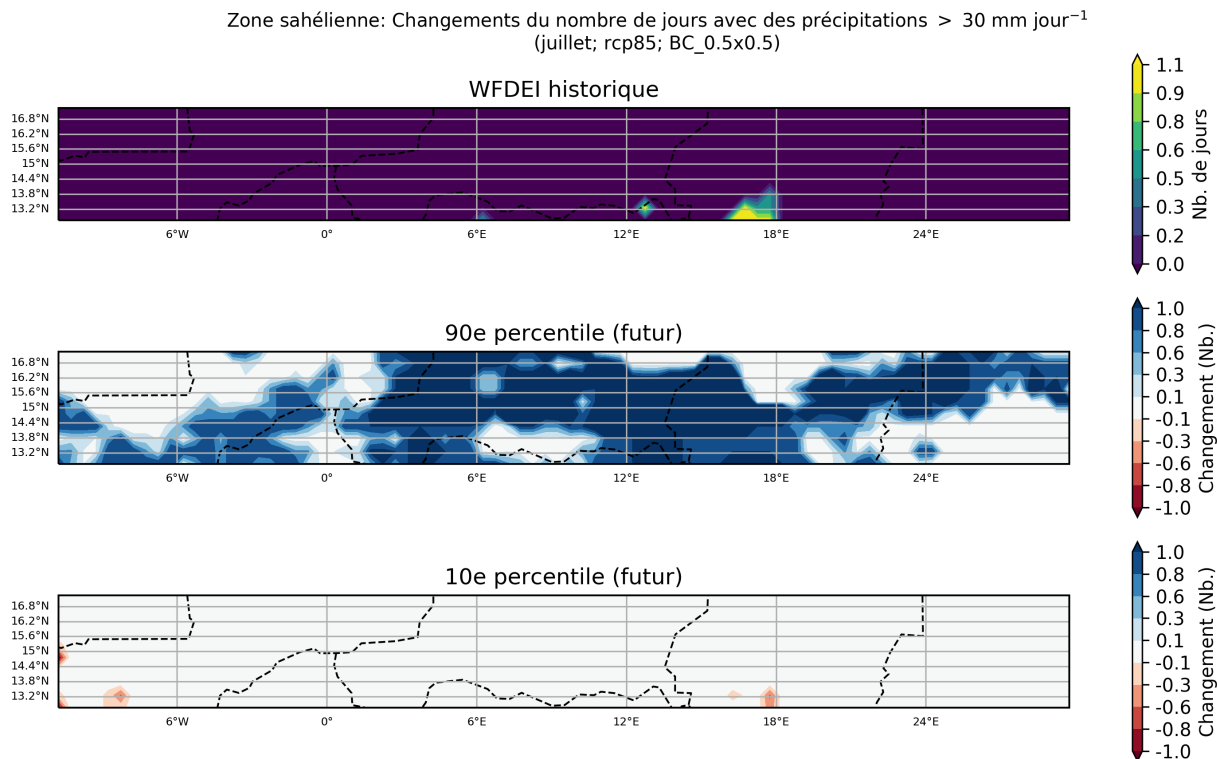 Zone sahélienne: Changements du nombre de jours avec des précipitations > 30 mm jour⁻¹
(juillet; rcp85; BC_0.5x0.5)
WFDEI historique
16.8°N
16.2°N
15.6°N
15°N
14.4°N
13.8°N
13.2°N
6°W 0° 6°E 12°E 18°E 24°E
1.1
0.9
0.8
0.6
0.5
0.3
0.2
0.0
Nb. de jours
90e percentile (futur)
16.8°N
16.2°N
15.6°N
15°N
14.4°N
13.8°N
13.2°N
6°W 0° 6°E 12°E 18°E 24°E
1.0
0.8
0.6
0.3
0.1
-0.1
-0.3
-0.6
-0.8
-1.0
Changement (Nb.)
10e percentile (futur)
16.8°N
16.2°N
15.6°N
15°N
14.4°N
13.8°N
13.2°N
6°W 0° 6°E 12°E 18°E 24°E
1.0
0.8
0.6
0.3
0.1
-0.1
-0.3
-0.6
-0.8
-1.0
Changement (Nb.)